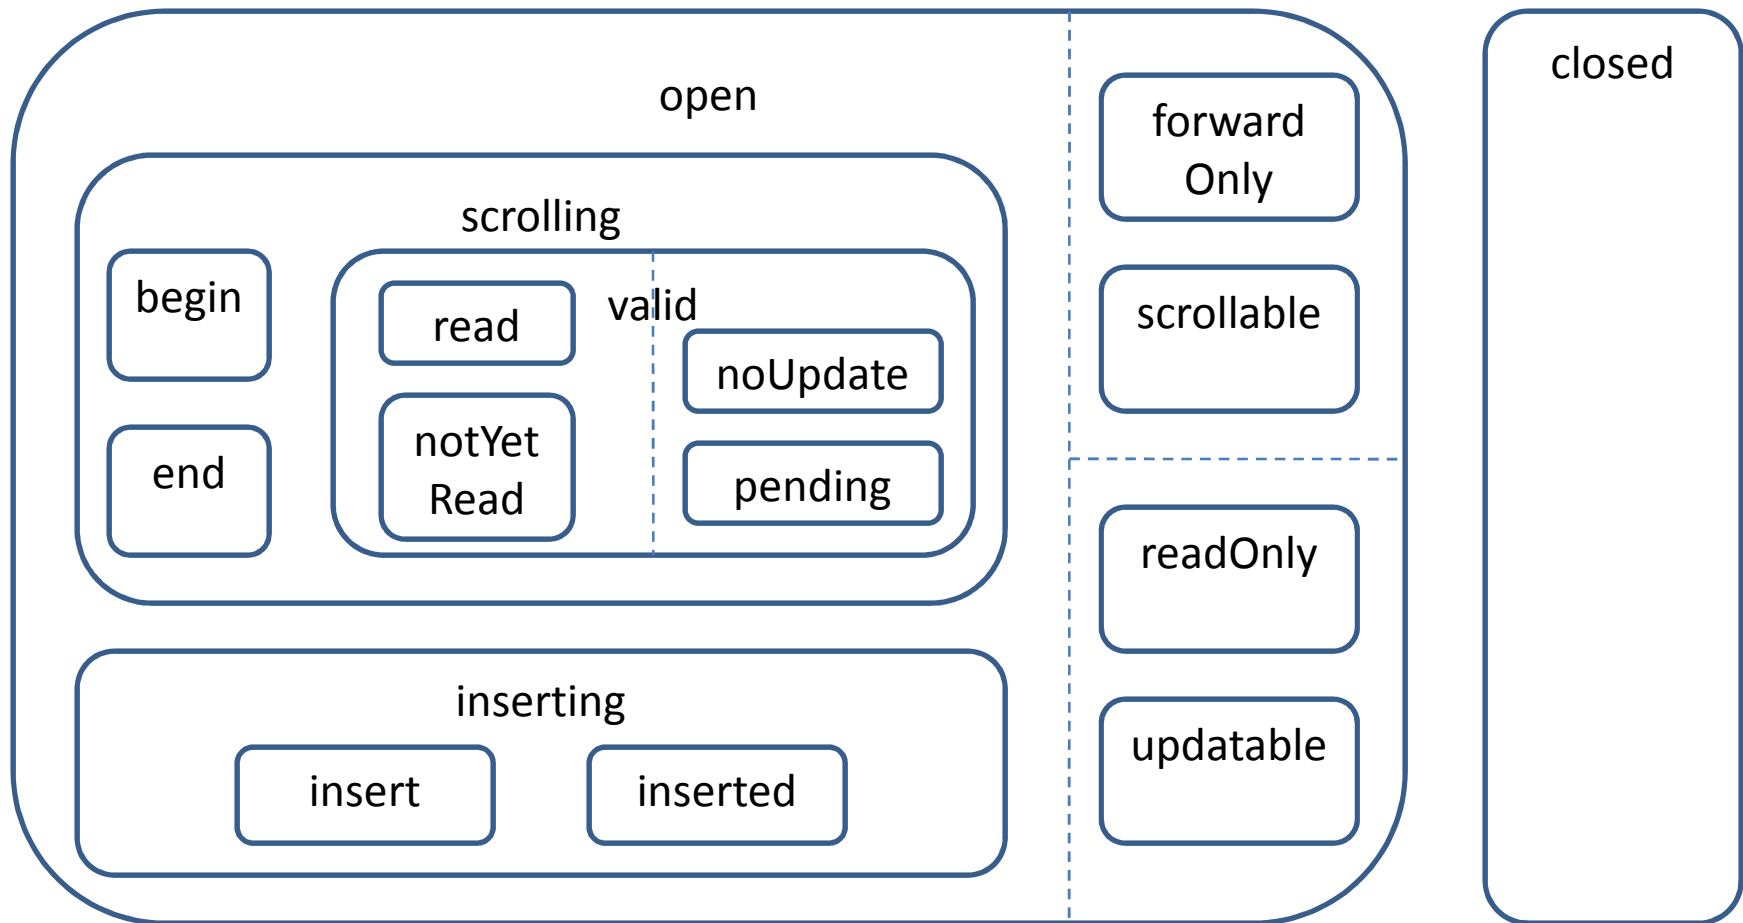 open
scrolling
begin
end
valid
read
notYet
Read
noUpdate
pending
inserting
insert
inserted
forward
Only
scrollable
readOnly
updatable
closed